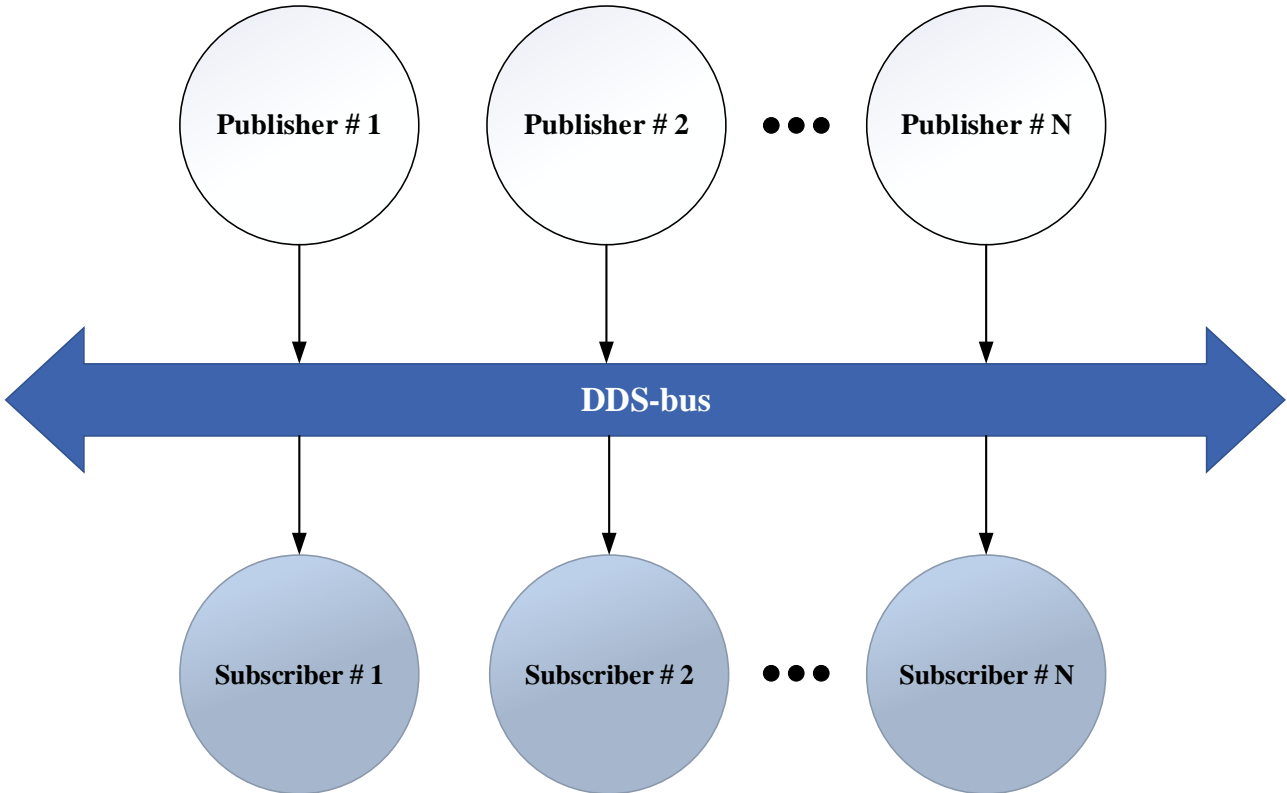 Publisher # 1
Publisher # 2
Publisher # N
DDS-bus
Subscriber # 1
Subscriber # 2
Subscriber # N